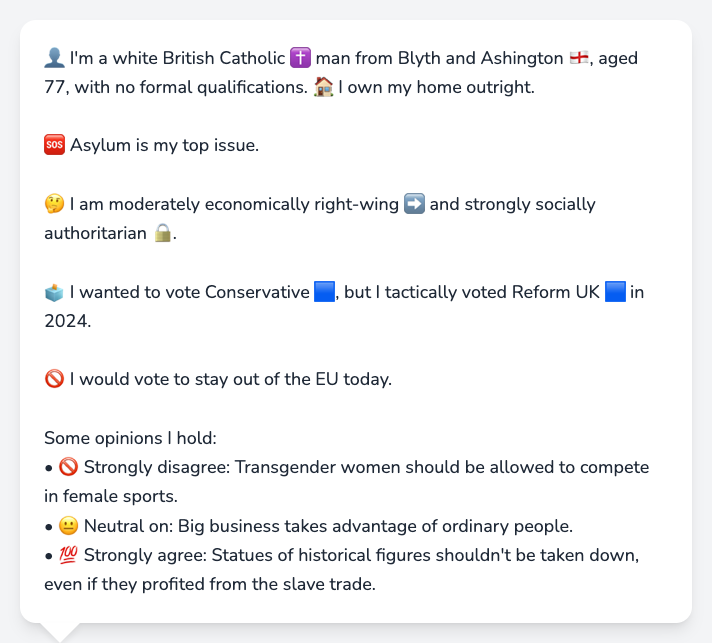 👤 I'm a white British Catholic ✝️ man from Blyth and Ashington 🏴󠁧󠁢󠁥󠁮󠁧󠁿, aged
77, with no formal qualifications. 🏠 I own my home outright.
🆘 Asylum is my top issue.
🤔 I am moderately economically right-wing ➡️ and strongly socially
authoritarian 🔒.
🗳️ I wanted to vote Conservative 🟦, but I tactically voted Reform UK 🟦 in
2024.
🚫 I would vote to stay out of the EU today.
Some opinions I hold:
• 🚫 Strongly disagree: Transgender women should be allowed to compete
in female sports.
• 😐 Neutral on: Big business takes advantage of ordinary people.
• 💯 Strongly agree: Statues of historical figures shouldn't be taken down,
even if they profited from the slave trade.